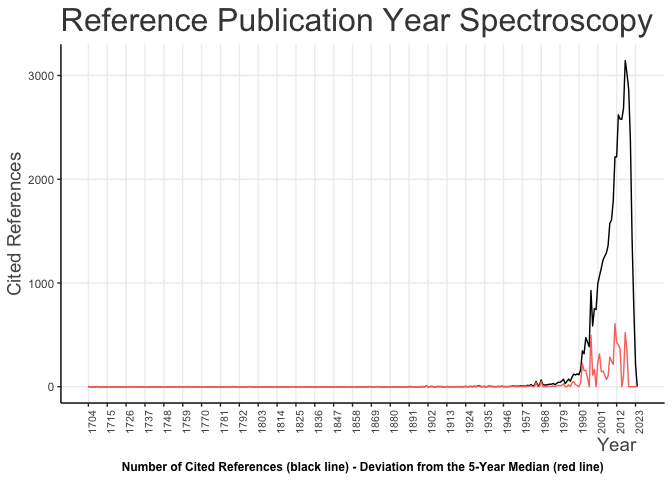 Reference Publication Year Spectroscopy
Cited References
3000
2000
1000
0
1704 1715 1726 1737 1748 1759 1770 1781 1792 1803 1814 1825 1836 1847 1858 1869 1880 1891 1902 1913 1924 1935 1946 1957 1968 1979 1990 2001 2012 2023
Year
Number of Cited References (black line) - Deviation from the 5-Year Median (red line)